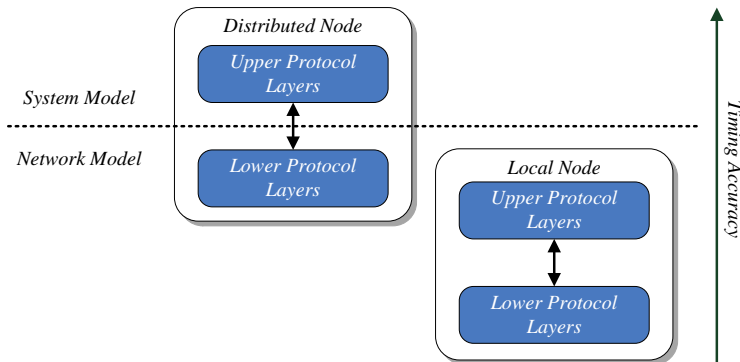 Distributed Node
Upper Protocol
Layers
System Model
Network Model
Lower Protocol
Layers
Local Node
Upper Protocol
Layers
Lower Protocol
Layers
Timing Accuracy